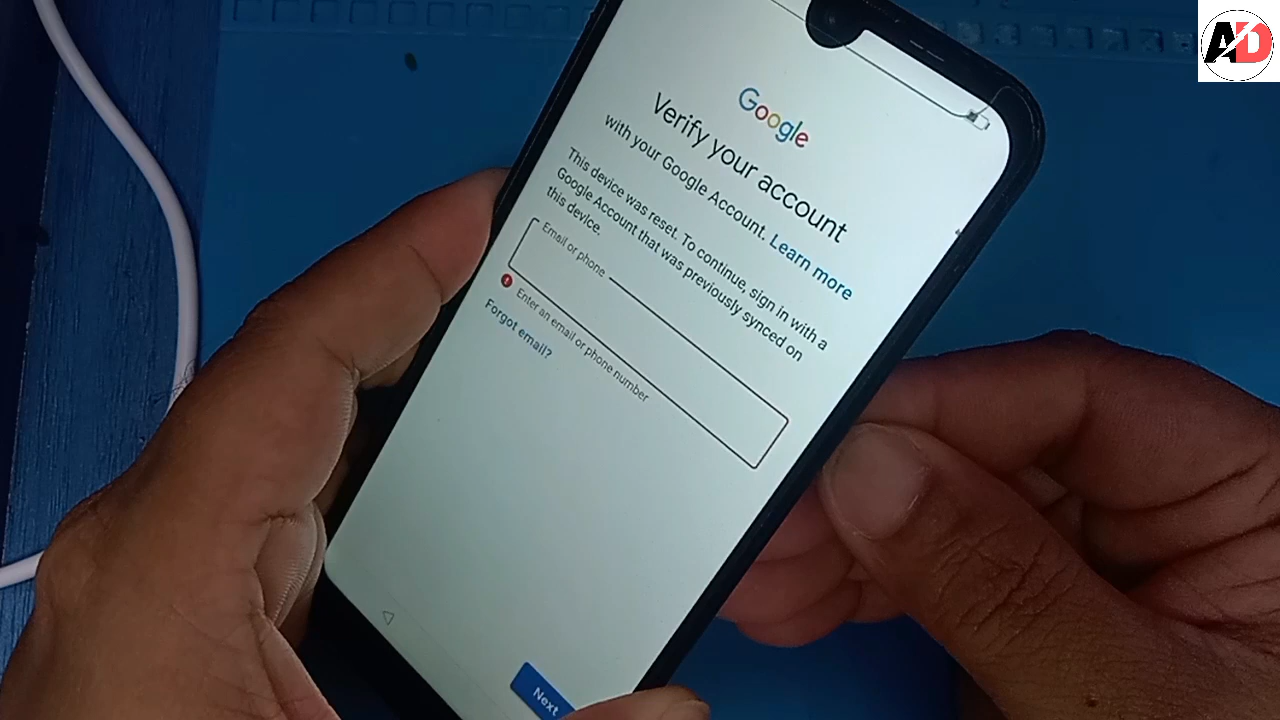 AD
Google
Verify your account
with your Google Account. Learn more
This device was reset. To continue, sign in with a
Google Account that was previously synced on
this device.
Email or phone
Enter an email or phone number
Forgot email?
Next